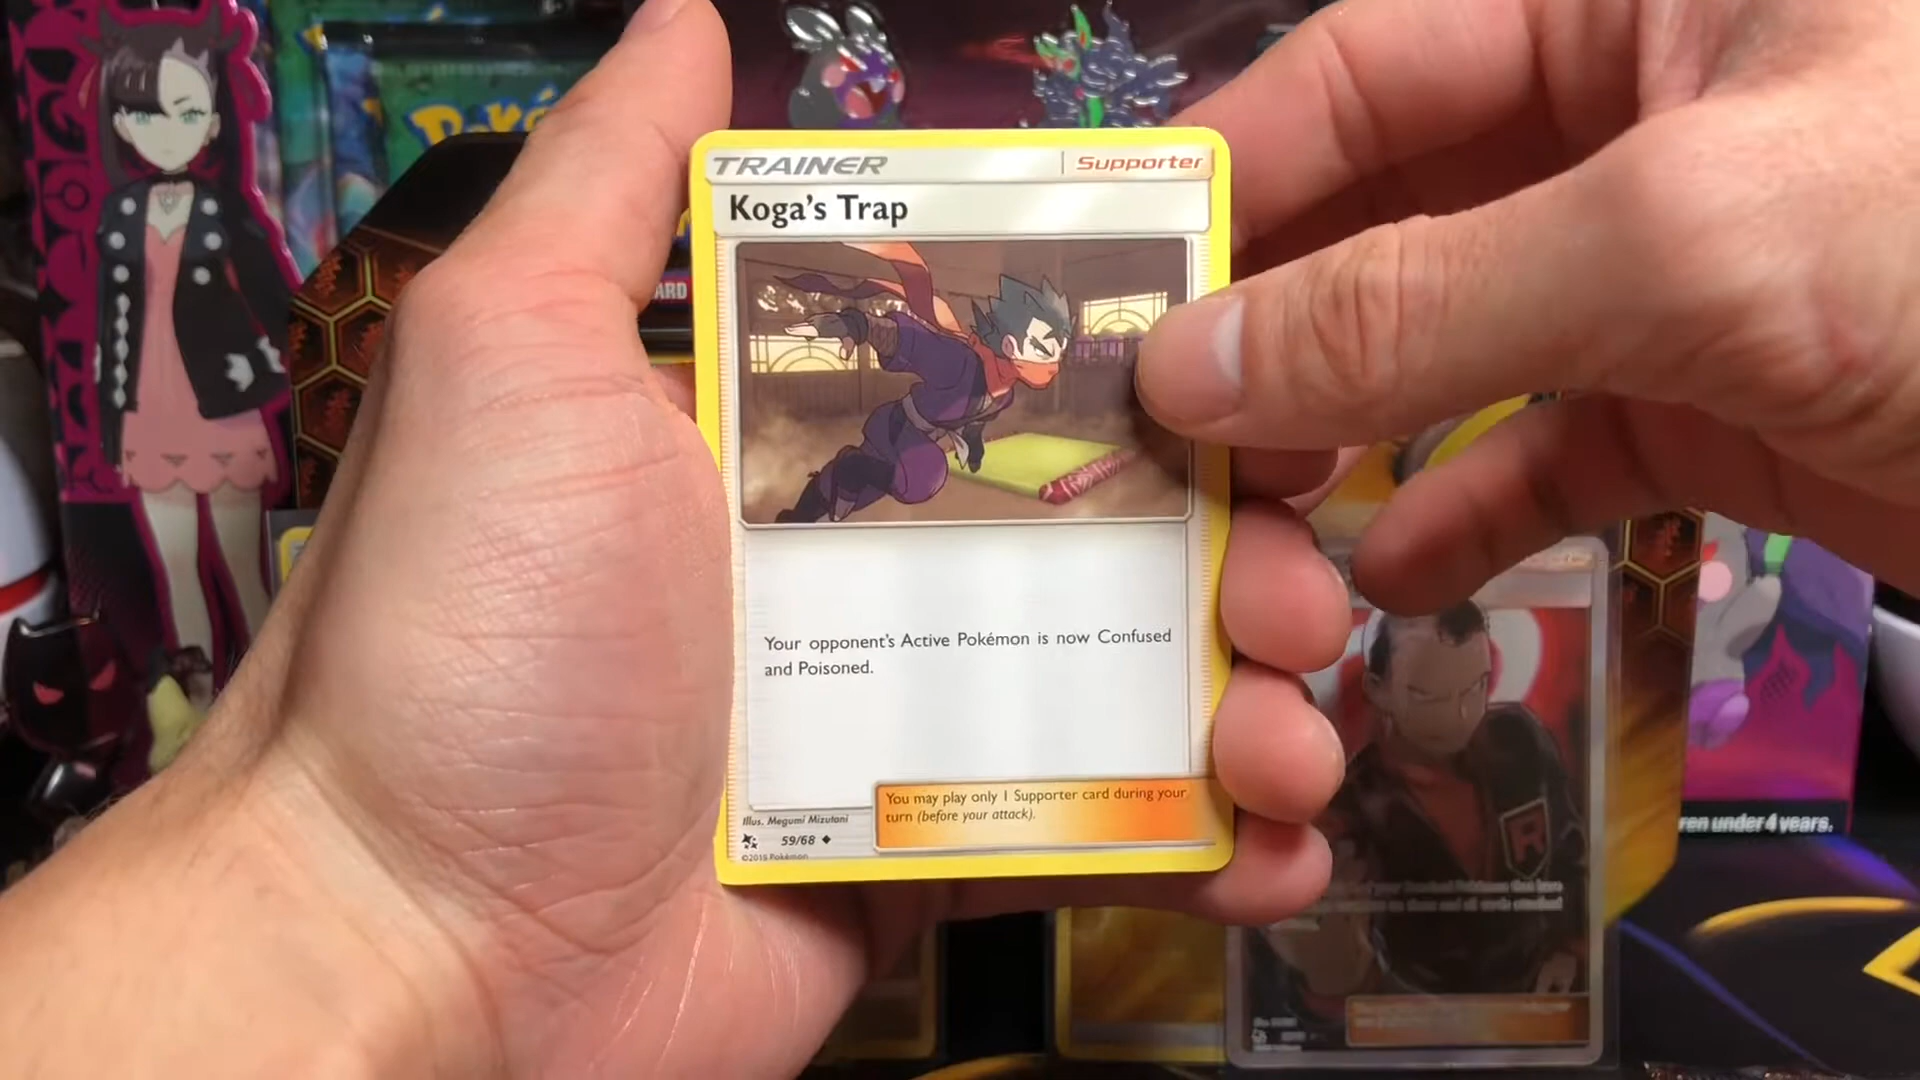 Poké
ARD
TRAINER
Supporter
Koga's Trap
Your opponent's Active Pokémon is now Confused
and Poisoned.
You may play only 1 Supporter card during your
turn (before your attack).
Illus. Megumi Mizutani
59/68
©2019 Pokémon
R
ren under 4 years.